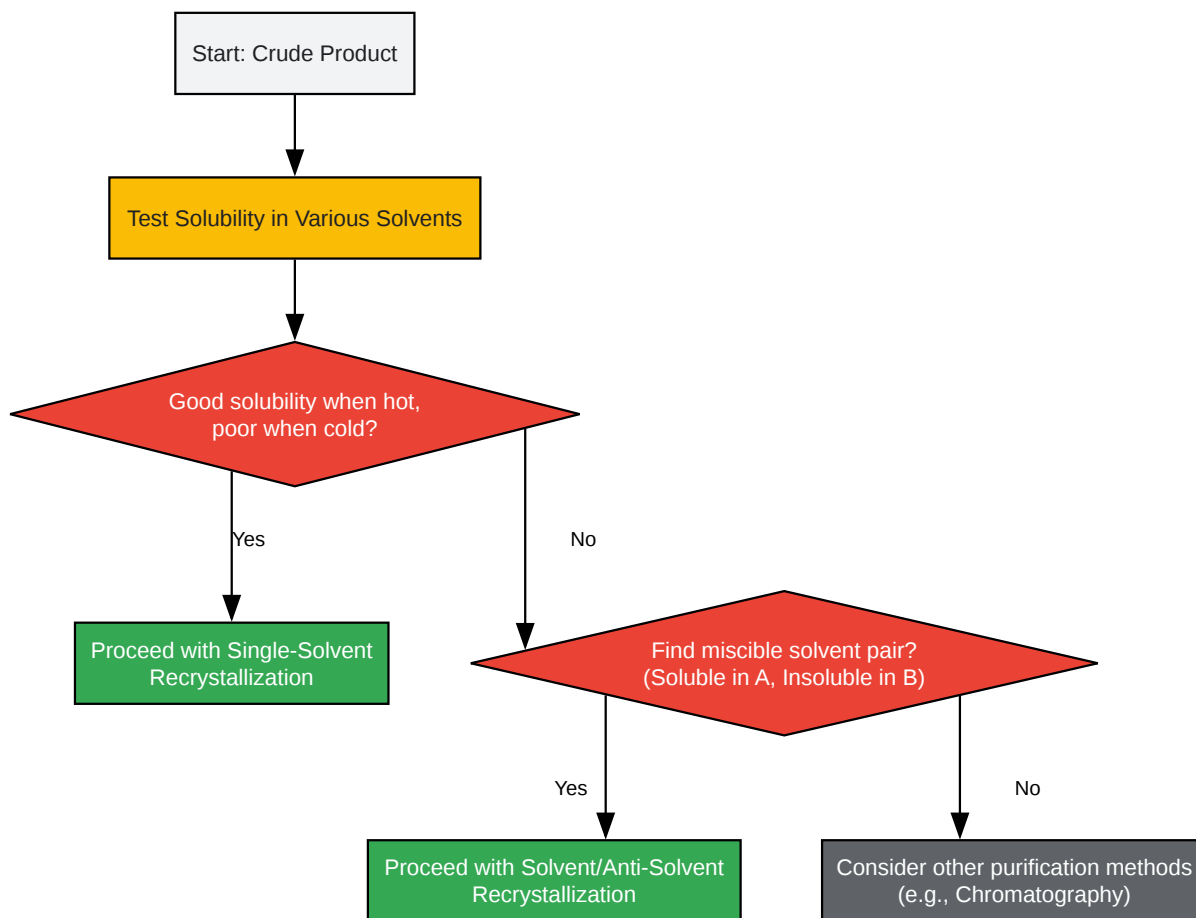 Start: Crude Product
Test Solubility in Various Solvents
Good solubility when hot,
poor when cold?
Yes
No
Proceed with Single-Solvent
Recrystallization
Find miscible solvent pair?
(Soluble in A, Insoluble in B)
Yes
No
Proceed with Solvent/Anti-Solvent
Recrystallization
Consider other purification methods
(e.g., Chromatography)